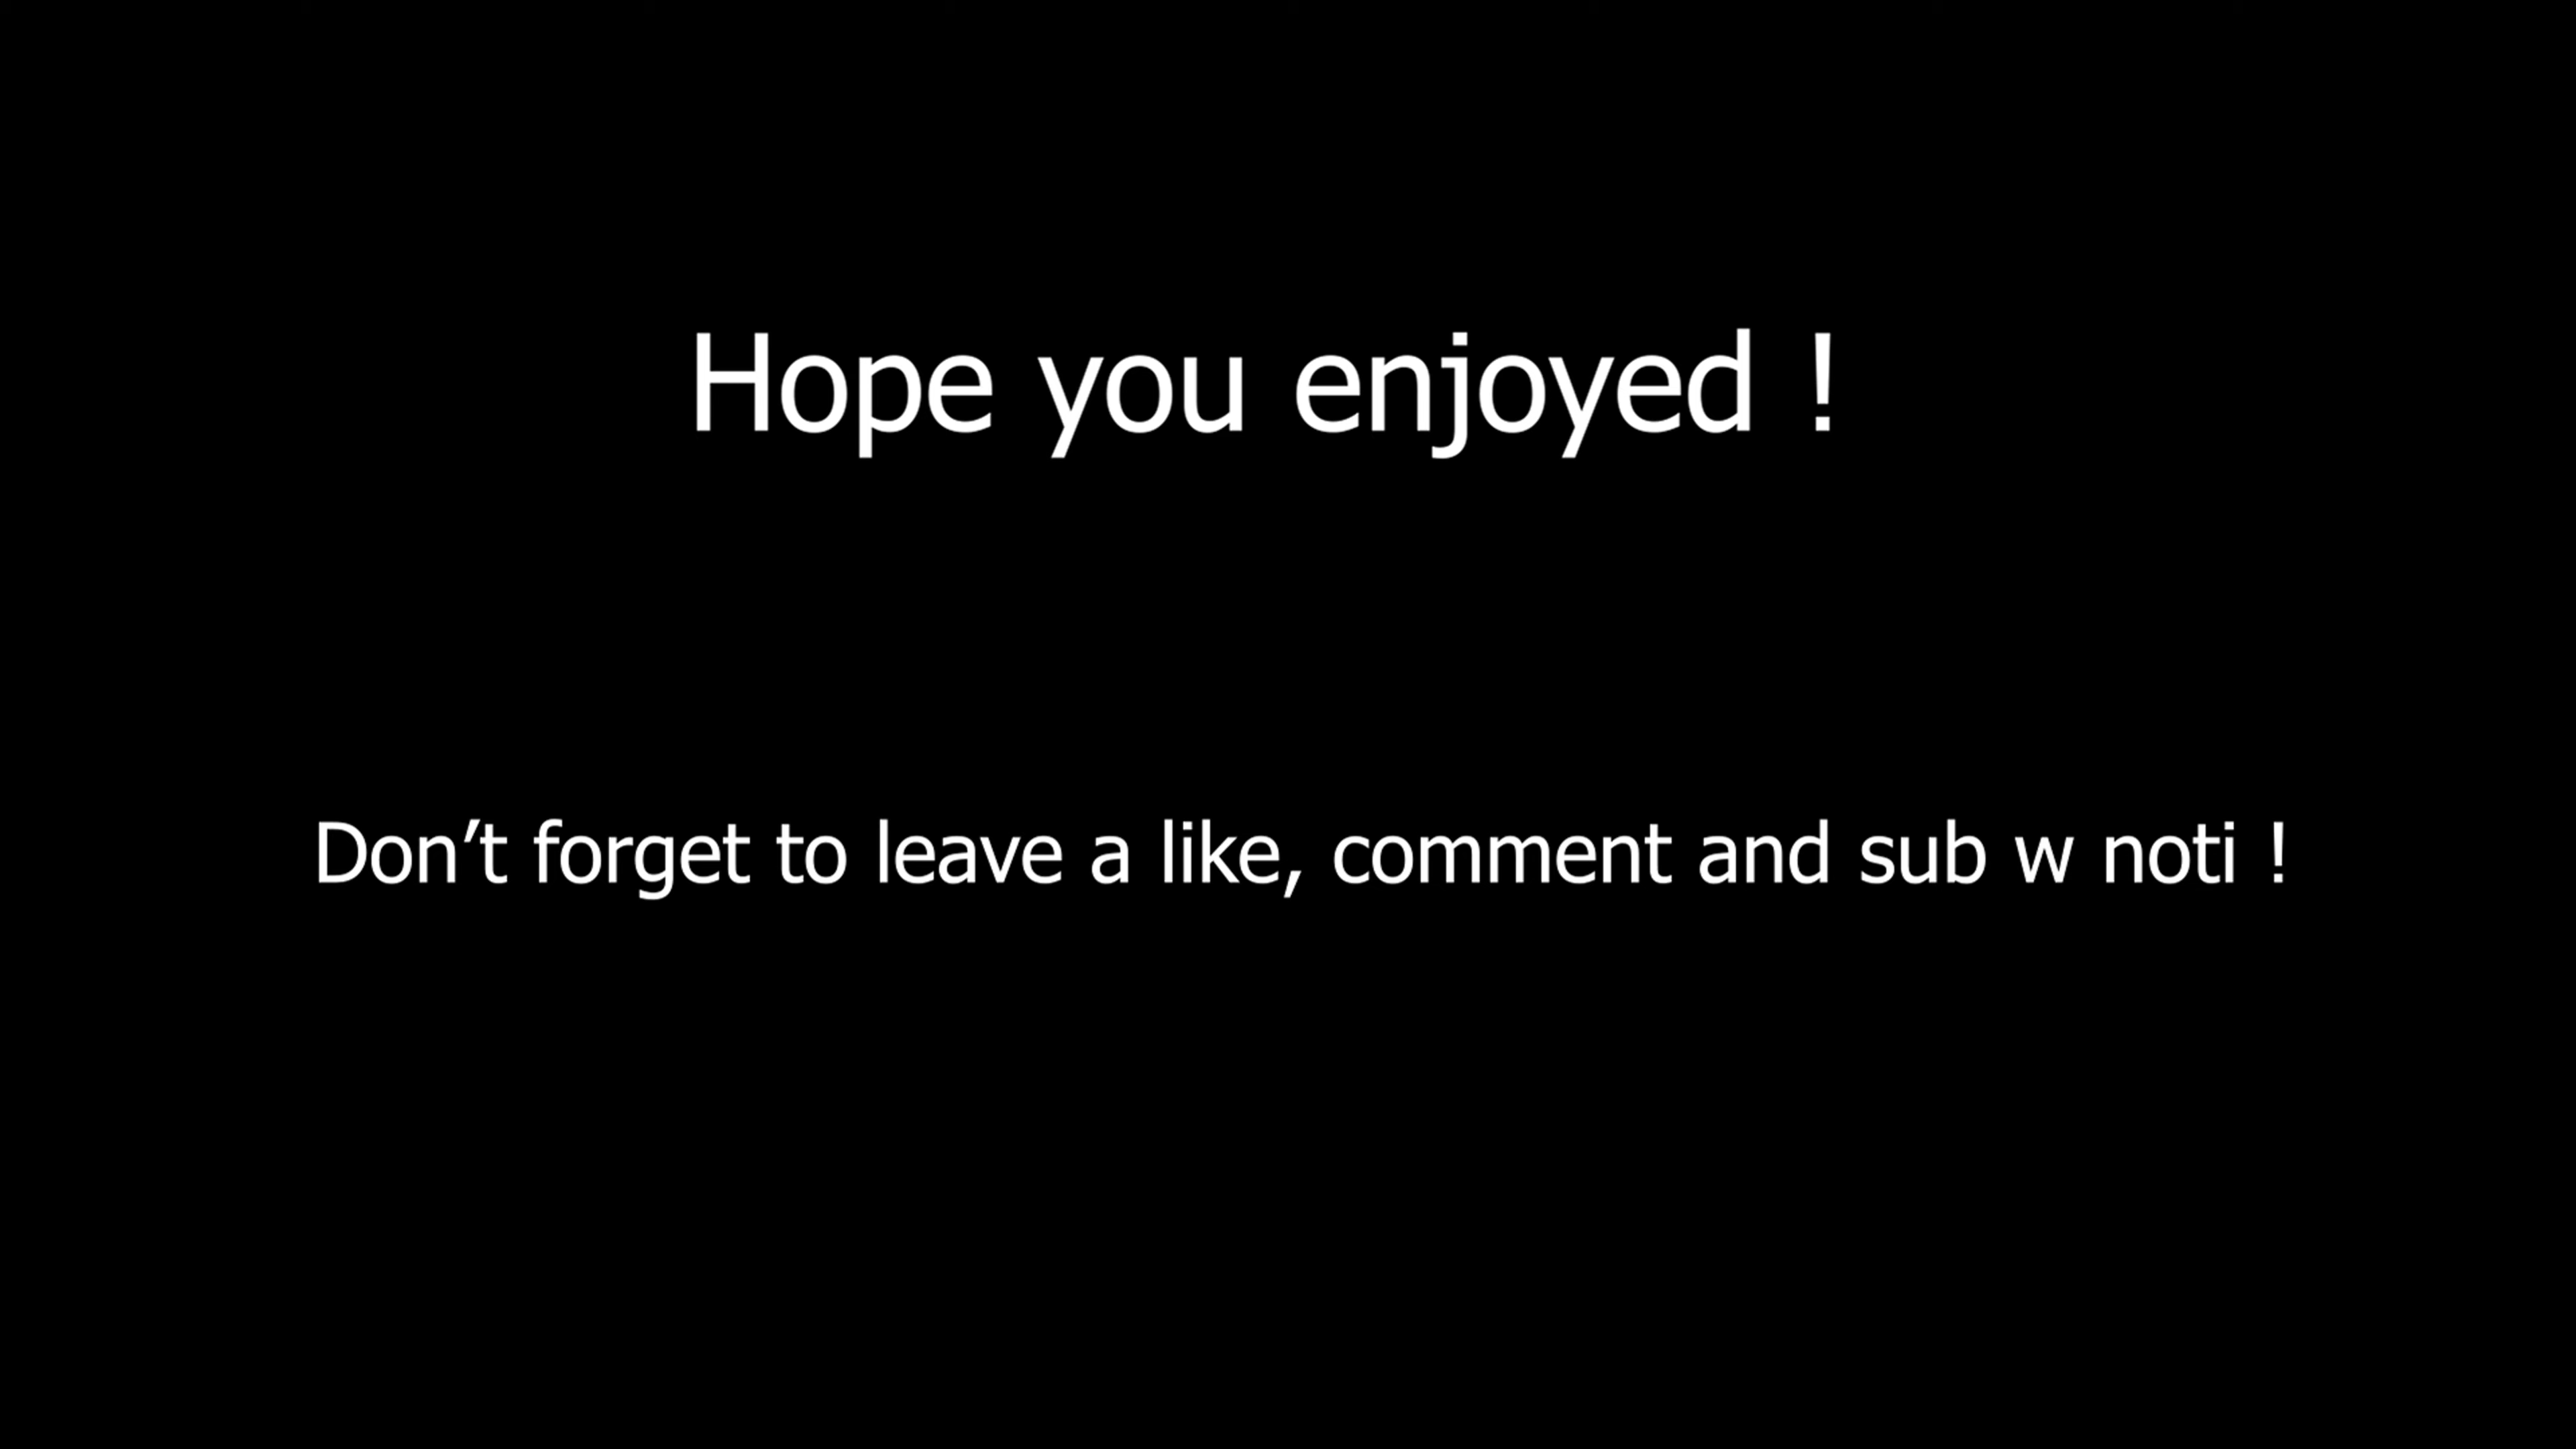 Hope you enjoyed !
Don’t forget to leave a like, comment and sub w noti !